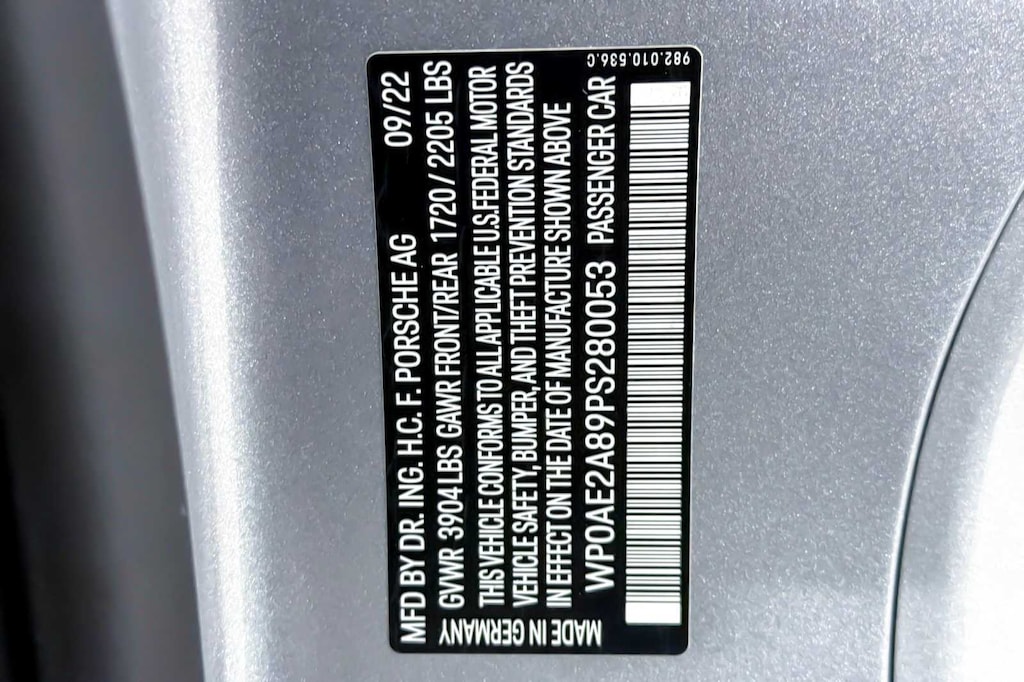 MFD BY DR. ING. H.C. F. PORSCHE AG 09/22
GVWR 3904 LBS GAWR FRONT/REAR 1720 / 2205 LBS
THIS VEHICLE CONFORMS TO ALL APPLICABLE U.S. FEDERAL MOTOR
VEHICLE SAFETY, BUMPER, AND THEFT PREVENTION STANDARDS
IN EFFECT ON THE DATE OF MANUFACTURE SHOWN ABOVE
WP0AE2A89PS280053 PASSENGER CAR
MADE IN GERMANY
982.010.536.C